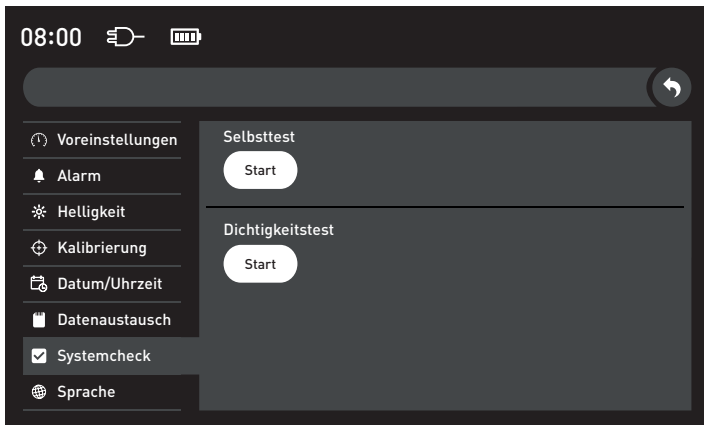 08:00
Voreinstellungen
Alarm
Helligkeit
Kalibrierung
Datum/Uhrzeit
Datenaustausch
Systemcheck
Sprache
Selbsttest
Start
Dichtigkeitstest
Start